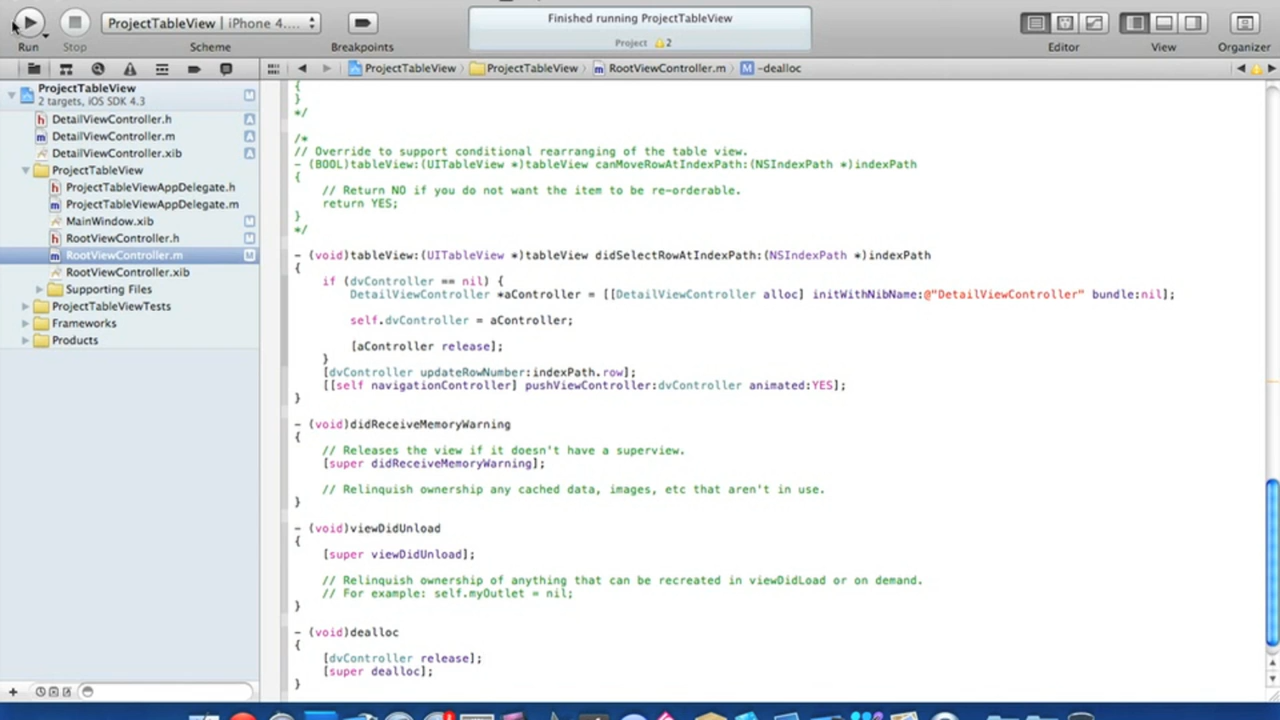 ProjectTableView | iPhone 4....
Finished running ProjectTableView
Project 2
Run Stop Scheme Breakpoints Editor View Organizer
ProjectTableView ProjectTableView RootViewController.m M -dealloc
ProjectTableView M
2 targets, iOS SDK 4.3
h DetailViewController.h A
m DetailViewController.m A
DetailViewController.xib A
ProjectTableView
h ProjectTableViewAppDelegate.h
m ProjectTableViewAppDelegate.m
MainWindow.xib M
h RootViewController.h M
m RootViewController.m M
RootViewController.xib
Supporting Files
ProjectTableViewTests
Frameworks
Products
{
}
*/
/*
// Override to support conditional rearranging of the table view.
- (BOOL)tableView:(UITableView *)tableView canMoveRowAtIndexPath:(NSIndexPath *)indexPath
{
// Return NO if you do not want the item to be re-orderable.
return YES;
}
*/
- (void)tableView:(UITableView *)tableView didSelectRowAtIndexPath:(NSIndexPath *)indexPath
{
if (dvController == nil) {
DetailViewController *aController = [[DetailViewController alloc] initWithNibName:@"DetailViewController" bundle:nil];
self.dvController = aController;
[aController release];
}
[dvController updateRowNumber:indexPath.row];
[[self navigationController] pushViewController:dvController animated:YES];
}
- (void)didReceiveMemoryWarning
{
// Releases the view if it doesn't have a superview.
[super didReceiveMemoryWarning];
// Relinquish ownership any cached data, images, etc that aren't in use.
}
- (void)viewDidUnload
{
[super viewDidUnload];
// Relinquish ownership of anything that can be recreated in viewDidLoad or on demand.
// For example: self.myOutlet = nil;
}
- (void)dealloc
{
[dvController release];
[super dealloc];
}